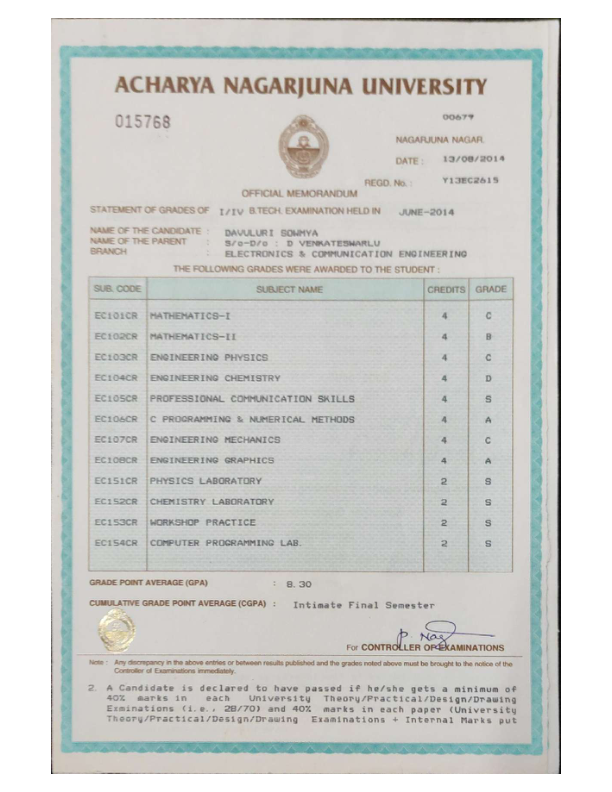 ACHARYA NAGARJUNA UNIVERSITY
015768
00679
NAGARJUNA NAGAR.
DATE : 13/08/2014
REGD. No. : Y13EC2615
OFFICIAL MEMORANDUM
STATEMENT OF GRADES OF I/IV B.TECH. EXAMINATION HELD IN JUNE-2014
NAME OF THE CANDIDATE : DAVULURI SOWMYA
NAME OF THE PARENT : S/o-D/o : D VENKATESWARLU
BRANCH : ELECTRONICS & COMMUNICATION ENGINEERING
THE FOLLOWING GRADES WERE AWARDED TO THE STUDENT :
SUB. CODE SUBJECT NAME CREDITS GRADE
EC101CR MATHEMATICS-I 4 C
EC102CR MATHEMATICS-II 4 B
EC103CR ENGINEERING PHYSICS 4 C
EC104CR ENGINEERING CHEMISTRY 4 D
EC105CR PROFESSIONAL COMMUNICATION SKILLS 4 S
EC106CR C PROGRAMMING & NUMERICAL METHODS 4 A
EC107CR ENGINEERING MECHANICS 4 C
EC108CR ENGINEERING GRAPHICS 4 A
EC151CR PHYSICS LABORATORY 2 S
EC152CR CHEMISTRY LABORATORY 2 S
EC153CR WORKSHOP PRACTICE 2 S
EC154CR COMPUTER PROGRAMMING LAB. 2 S
GRADE POINT AVERAGE (GPA) : 8.30
CUMULATIVE GRADE POINT AVERAGE (CGPA) : Intimate Final Semester
P. Nag
For CONTROLLER OF EXAMINATIONS
Note : Any discrepancy in the above entries or between results published and the grades noted above must be brought to the notice of the
Controller of Examinations immediately.
2. A Candidate is declared to have passed if he/she gets a minimum of
40% marks in each University Theory/Practical/Design/Drawing
Exminations (i.e., 28/70) and 40% marks in each paper (University
Theory/Practical/Design/Drawing Examinations + Internal Marks put